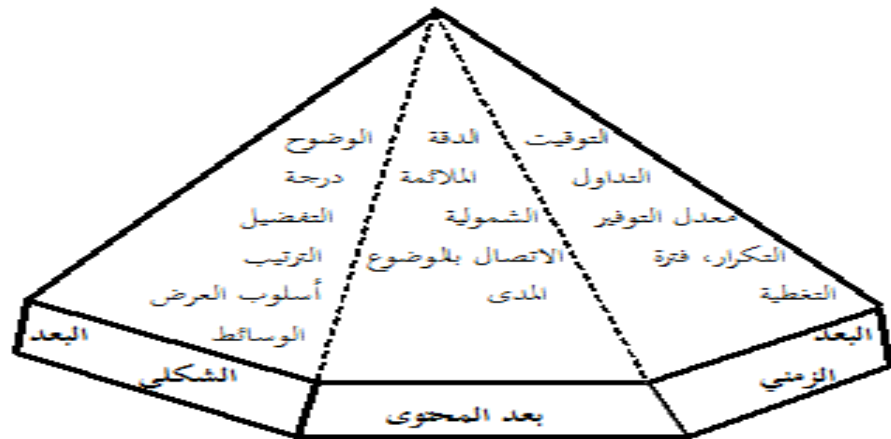 التوقيت
التداول
معدل التوفير
التكرار، فترة
التغطية
البعد
الزمني
الدقة
الملائمة
الشمولية
الاتصال بالموضوع
المدى
بعد المحتوى
الوضوح
درجة
التفضيل
الترتيب
أسلوب العرض
الوسائط
البعد
الشكلي